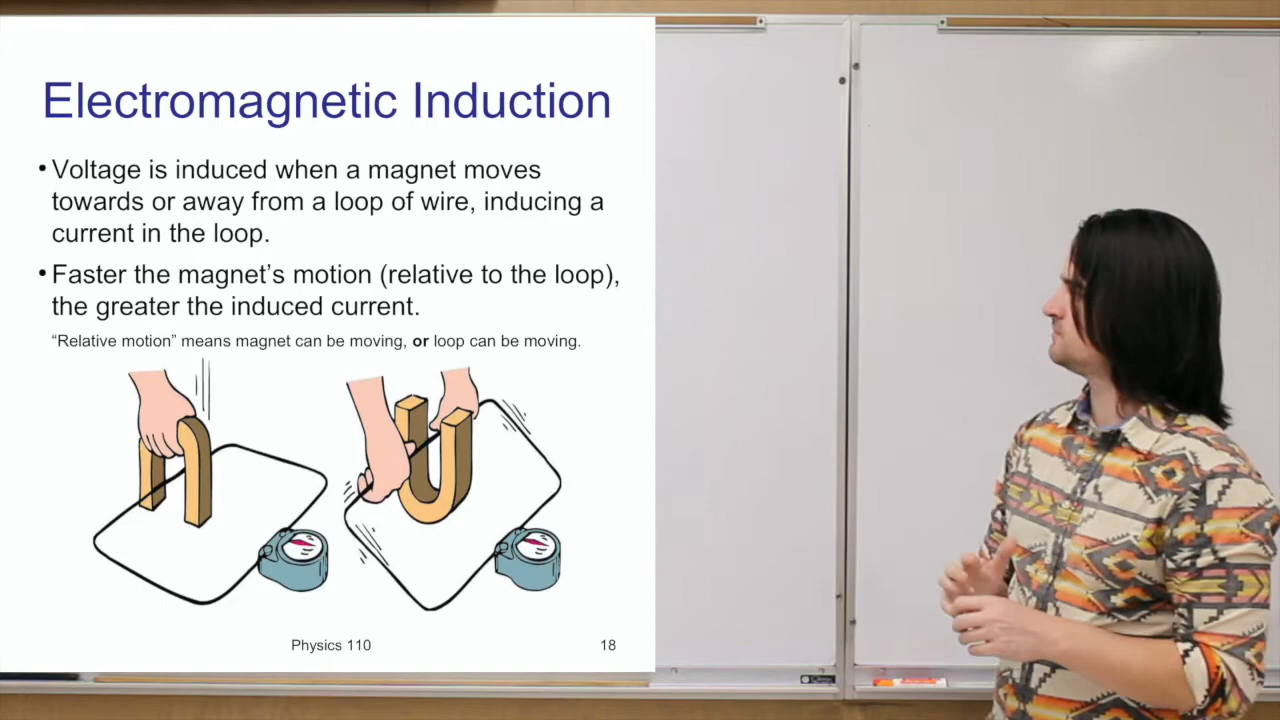 Electromagnetic Induction
• Voltage is induced when a magnet moves
towards or away from a loop of wire, inducing a
current in the loop.
• Faster the magnet’s motion (relative to the loop),
the greater the induced current.
“Relative motion” means magnet can be moving, or loop can be moving.
Physics 110
18